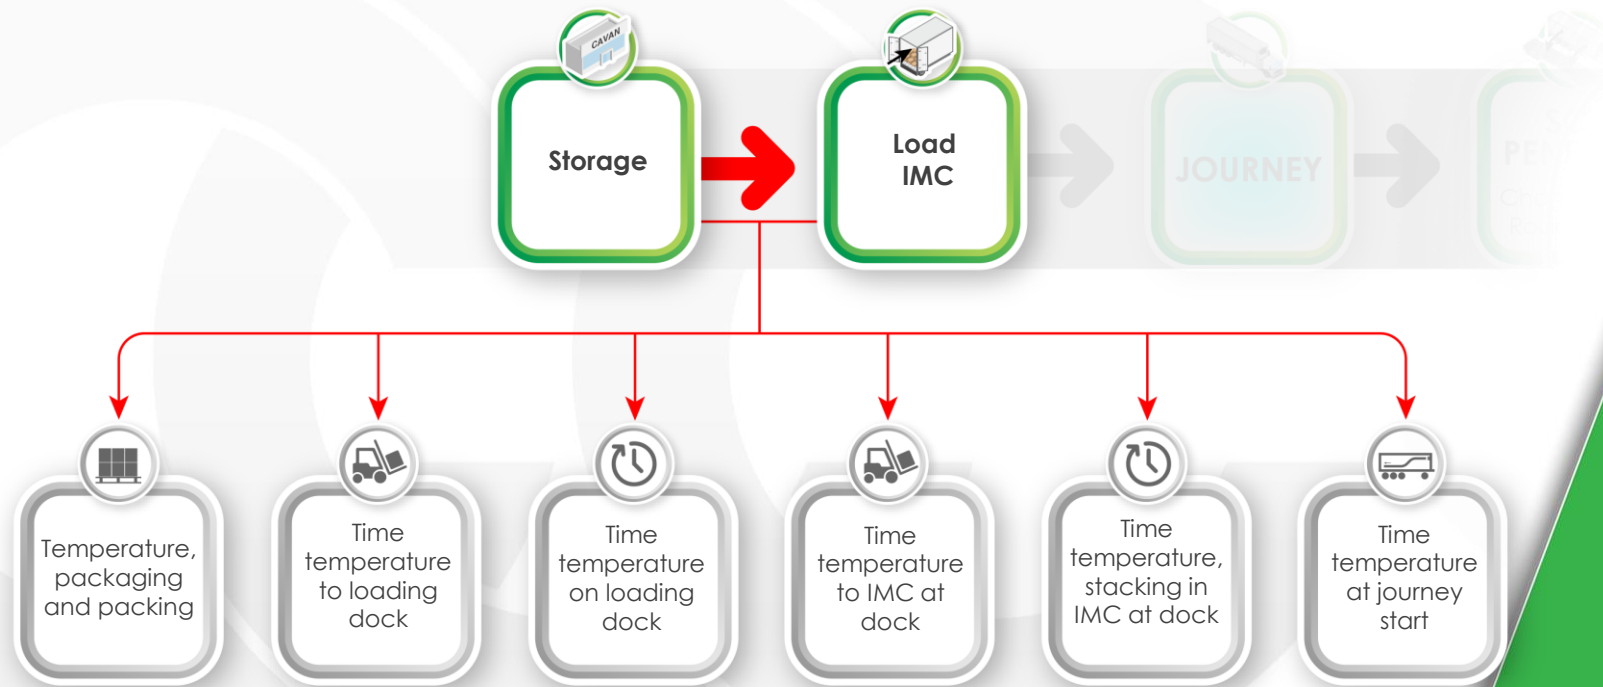 CAVAN
Storage
Load
IMC
JOURNEY
Temperature,
packaging
and packing
Time
temperature
to loading
dock
Time
temperature
on loading
dock
Time
temperature
to IMC at
dock
Time
temperature,
stacking in
IMC at dock
Time
temperature
at journey
start